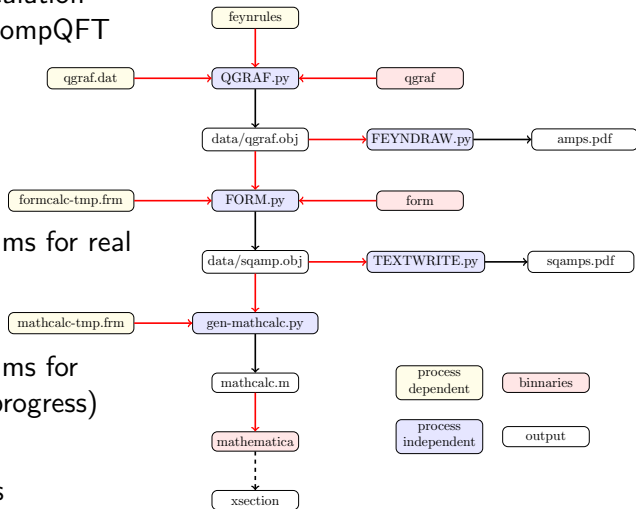 ompQFT
ms for real
ms for
progress)
s
feynrules
qgraf.dat
QGRAF.py
qgraf
data/qgraf.obj
FEYNDRAW.py
amps.pdf
formcalc-tmp.frm
FORM.py
form
data/sqamp.obj
TEXTWRITE.py
sqamps.pdf
mathcalc-tmp.frm
gen-mathcalc.py
mathcalc.m
mathematica
xsection
process
dependent
binnaries
process
independent
output